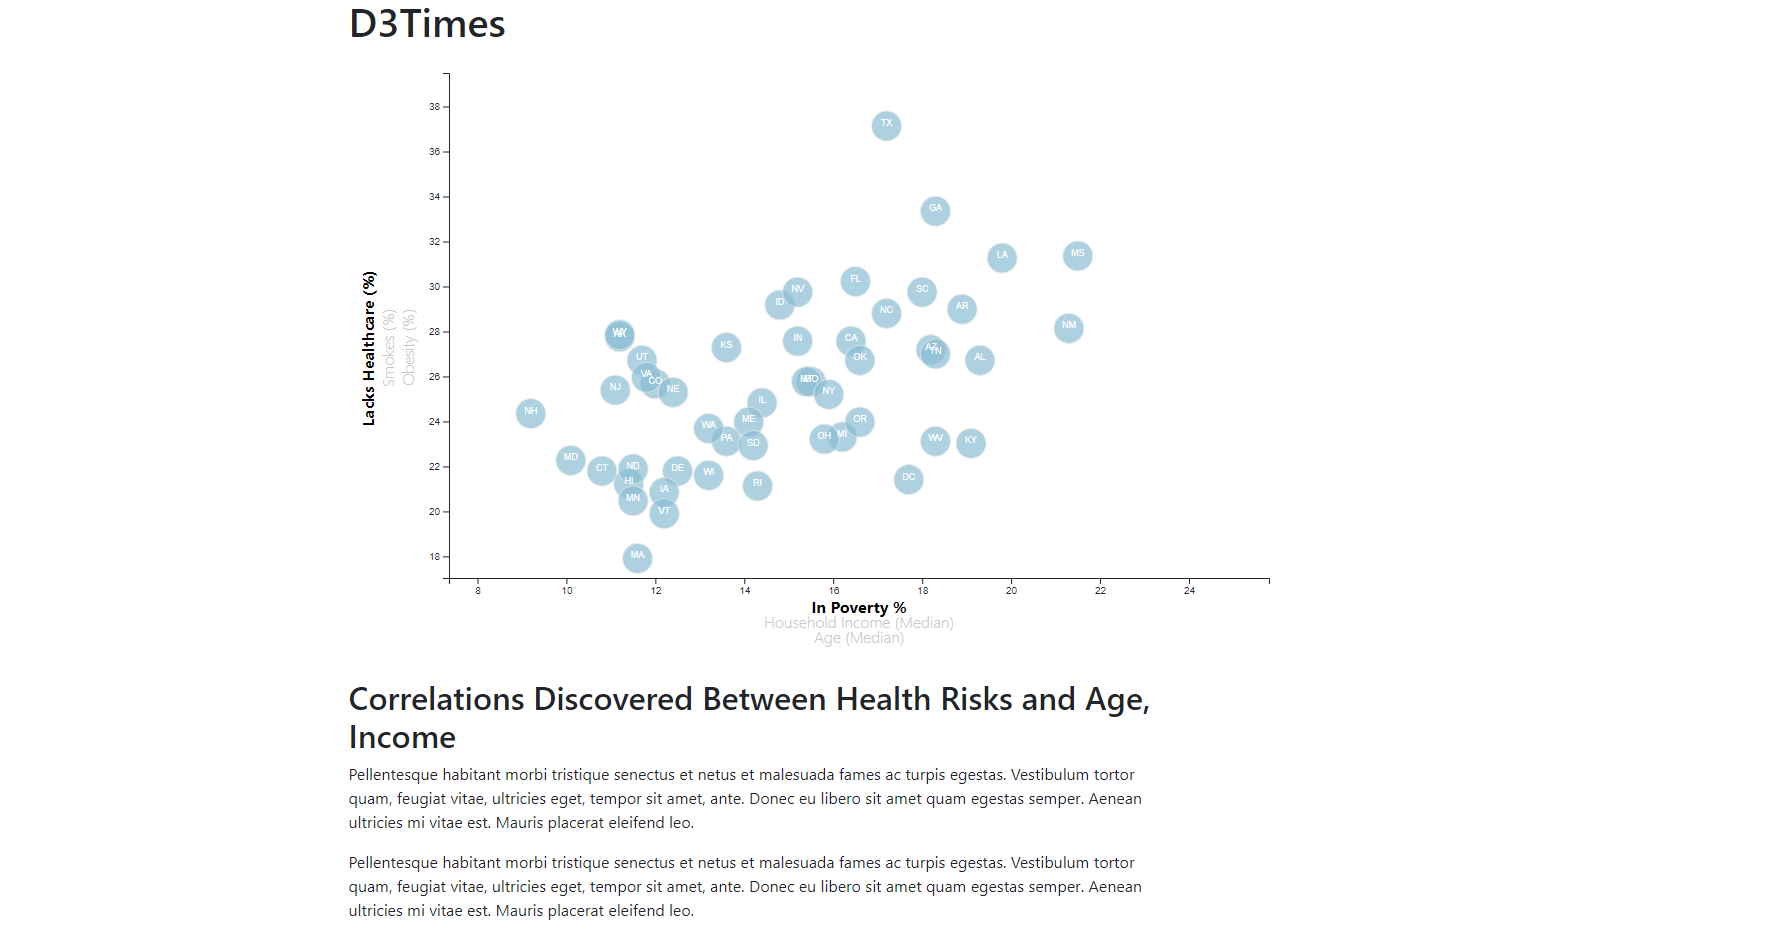 D3Times
38
36
34
32
30
28
26
24
22
20
18
Lacks Healthcare (%)
Smokes (%)
Obesity (%)
TX
GA
LA
MS
FL
NV
SC
ID
AR
NC
NM
WY
IN
CA
KS
AZ
TN
UT
OK
AL
VA
CO
MO
NJ
NE
NY
IL
NH
ME
OR
WA
PA
SD
OH
MI
WV
KY
MD
CT
ND
DE
WI
HI
RI
DC
IA
MN
VT
MA
8
10
12
14
16
18
20
22
24
In Poverty %
Household Income (Median)
Age (Median)
Correlations Discovered Between Health Risks and Age,
Income
Pellentesque habitant morbi tristique senectus et netus et malesuada fames ac turpis egestas. Vestibulum tortor
quam, feugiat vitae, ultricies eget, tempor sit amet, ante. Donec eu libero sit amet quam egestas semper. Aenean
ultricies mi vitae est. Mauris placerat eleifend leo.
Pellentesque habitant morbi tristique senectus et netus et malesuada fames ac turpis egestas. Vestibulum tortor
quam, feugiat vitae, ultricies eget, tempor sit amet, ante. Donec eu libero sit amet quam egestas semper. Aenean
ultricies mi vitae est. Mauris placerat eleifend leo.